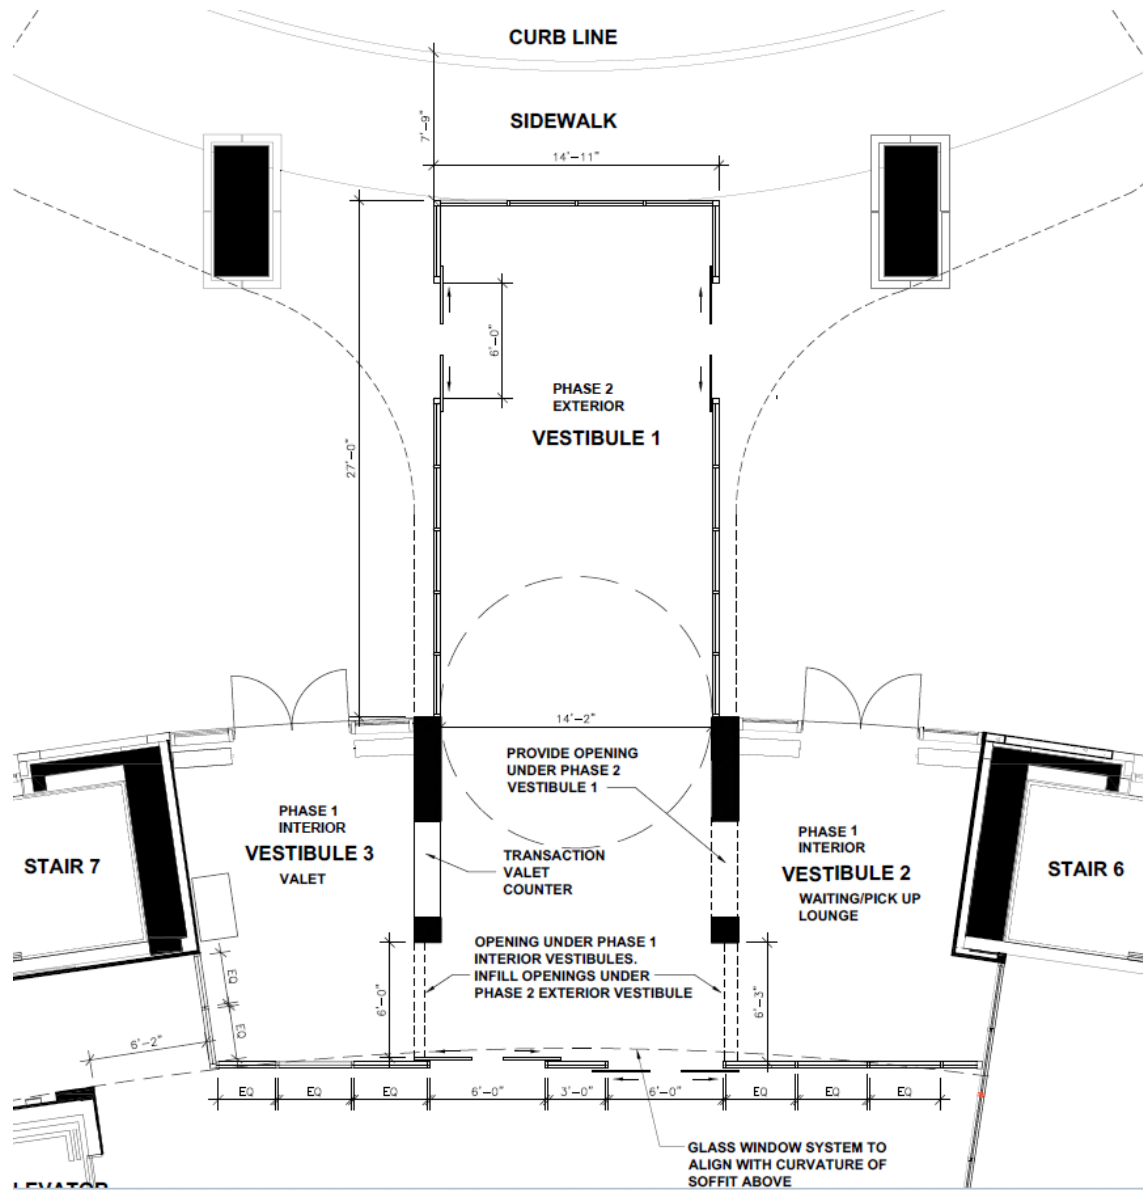 CURB LINE
SIDEWALK
7'-9"
14'-11"
6'-0"
27'-0"
PHASE 2
EXTERIOR
VESTIBULE 1
14'-2"
PROVIDE OPENING
UNDER PHASE 2
VESTIBULE 1
PHASE 1
INTERIOR
VESTIBULE 3
VALET
STAIR 7
TRANSACTION
VALET
COUNTER
PHASE 1
INTERIOR
VESTIBULE 2
WAITING/PICK UP
LOUNGE
STAIR 6
OPENING UNDER PHASE 1
INTERIOR VESTIBULES.
INFILL OPENINGS UNDER
PHASE 2 EXTERIOR VESTIBULE
EQ
EQ
6'-0"
6'-3"
6'-2"
EQ
EQ
EQ
6'-0"
3'-0"
6'-0"
EQ
EQ
EQ
GLASS WINDOW SYSTEM TO
ALIGN WITH CURVATURE OF
SOFFIT ABOVE